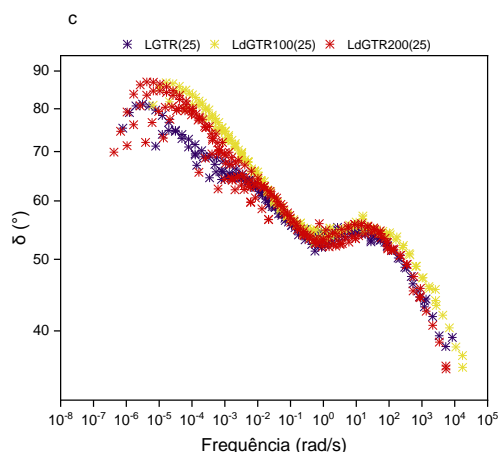 c
LGTR(25) LdGTR100(25) LdGTR200(25)
90
80
70
60
50
40
δ (°)
10⁻⁸ 10⁻⁷ 10⁻⁶ 10⁻⁵ 10⁻⁴ 10⁻³ 10⁻² 10⁻¹ 10⁰ 10¹ 10² 10³ 10⁴ 10⁵
Frequência (rad/s)